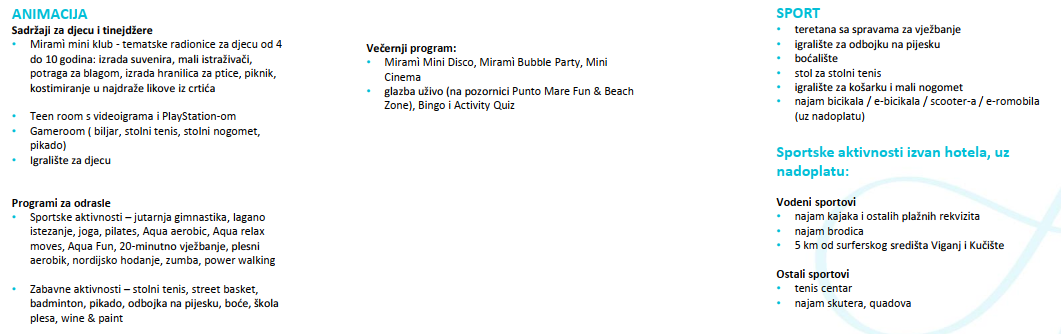 ANIMACIJA
Sadržaji za djecu i tinejdžere
• Miramì mini klub - tematske radionice za djecu od 4
do 10 godina: izrada suvenira, mali istraživači,
potraga za blagom, izrada hranilica za ptice, piknik,
kostimiranje u najdraže likove iz crtića
• Teen room s videoigrama i PlayStation-om
• Gameroom ( biljar, stolni tenis, stolni nogomet,
pikado)
• Igralište za djecu
Programi za odrasle
• Sportske aktivnosti – jutarnja gimnastika, lagano
istezanje, joga, pilates, Aqua aerobic, Aqua relax
moves, Aqua Fun, 20-minutno vježbanje, plesni
aerobik, nordijsko hodanje, zumba, power walking
• Zabavne aktivnosti – stolni tenis, street basket,
badminton, pikado, odbojka na pijesku, boće, škola
plesa, wine & paint
Večernji program:
• Miramì Mini Disco, Miramì Bubble Party, Mini
Cinema
• glazba uživo (na pozornici Punto Mare Fun & Beach
Zone), Bingo i Activity Quiz
SPORT
• teretana sa spravama za vježbanje
• igralište za odbojku na pijesku
• boćalište
• stol za stolni tenis
• igralište za košarku i mali nogomet
• najam bicikala / e-bicikala / scooter-a / e-romobila
(uz nadoplatu)
Sportske aktivnosti izvan hotela, uz
nadoplatu:
Vodeni sportovi
• najam kajaka i ostalih plažnih rekvizita
• najam brodica
• 5 km od surferskog središta Viganj i Kučište
Ostali sportovi
• tenis centar
• najam skutera, quadova